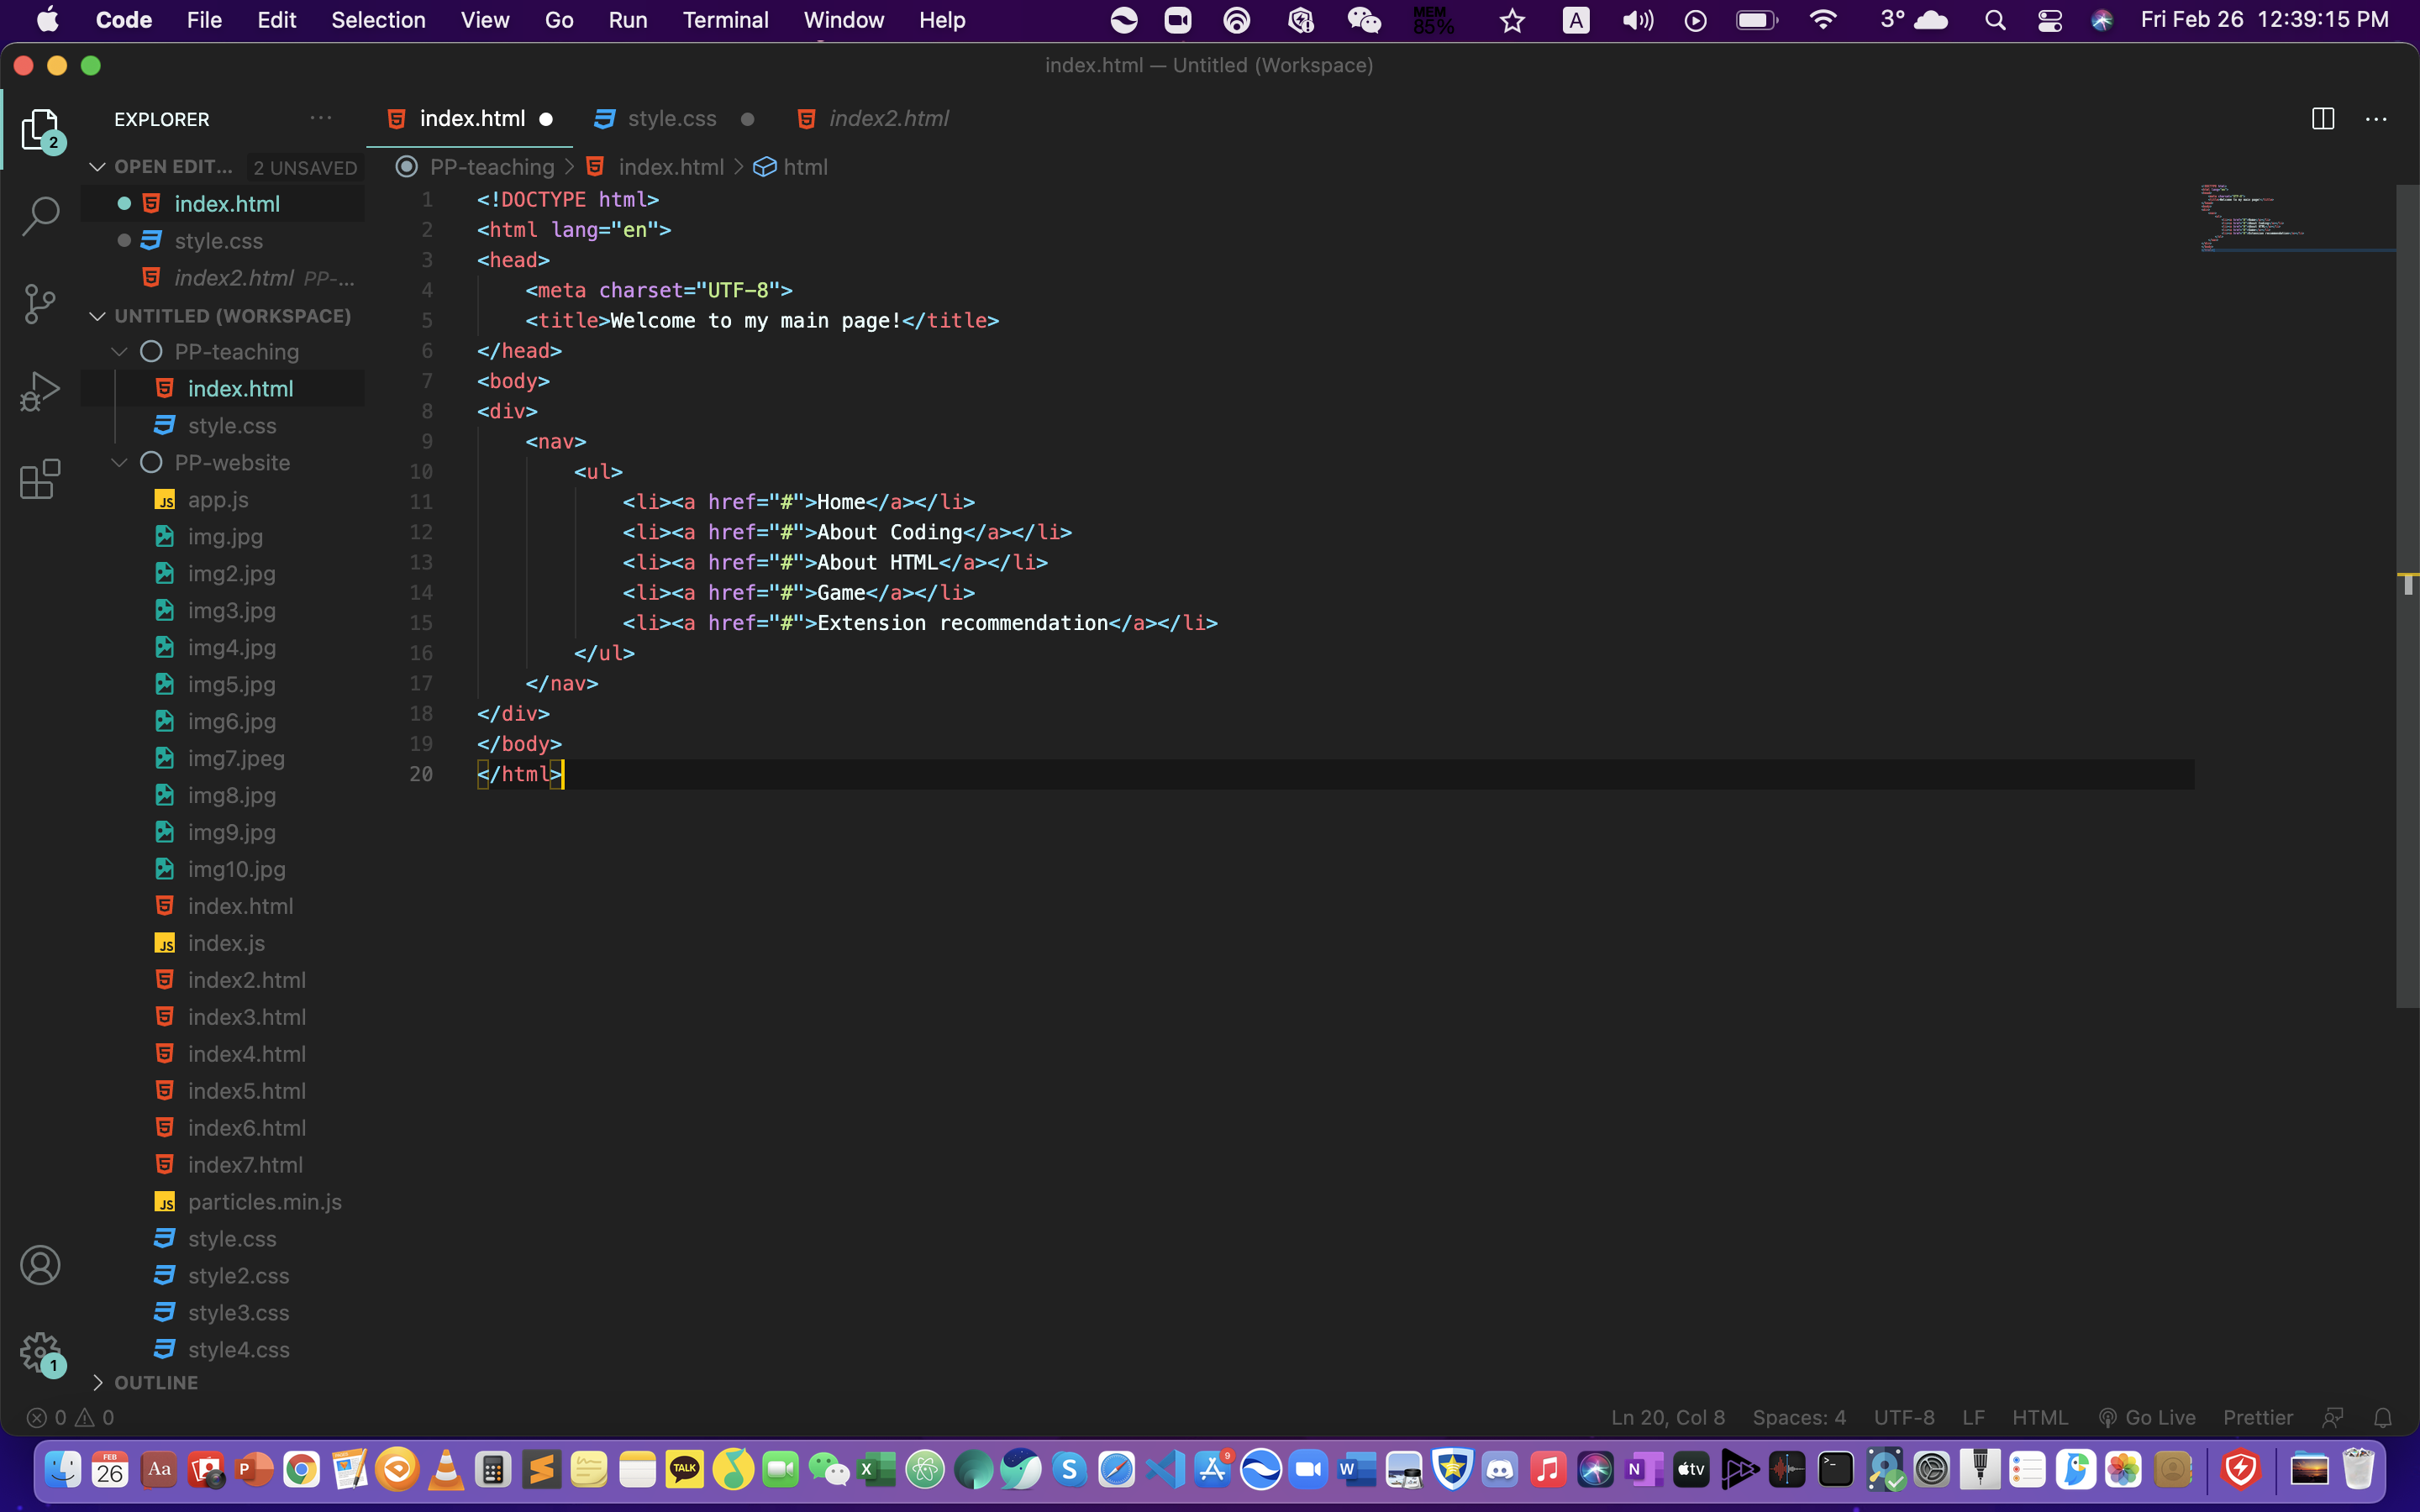 Code File Edit Selection View Go Run Terminal Window Help MEM 85% A 3° Fri Feb 26 12:39:15 PM
index.html — Untitled (Workspace)
EXPLORER ··· index.html style.css index2.html ···
OPEN EDIT... 2 UNSAVED
PP-teaching > index.html > html
index.html
style.css
index2.html PP-...
UNTITLED (WORKSPACE)
PP-teaching
index.html
style.css
PP-website
app.js
img.jpg
img2.jpg
img3.jpg
img4.jpg
img5.jpg
img6.jpg
img7.jpeg
img8.jpg
img9.jpg
img10.jpg
index.html
index.js
index2.html
index3.html
index4.html
index5.html
index6.html
index7.html
particles.min.js
style.css
style2.css
style3.css
style4.css
OUTLINE
2
1
1 <!DOCTYPE html>
2 <html lang="en">
3 <head>
4 <meta charset="UTF-8">
5 <title>Welcome to my main page!</title>
6 </head>
7 <body>
8 <div>
9 <nav>
10 <ul>
11 <li><a href="#">Home</a></li>
12 <li><a href="#">About Coding</a></li>
13 <li><a href="#">About HTML</a></li>
14 <li><a href="#">Game</a></li>
15 <li><a href="#">Extension recommendation</a></li>
16 </ul>
17 </nav>
18 </div>
19 </body>
20 </html>
0 0 Ln 20, Col 8 Spaces: 4 UTF-8 LF HTML Go Live Prettier
FEB 26 Aa P TALK X S 9 W N tv